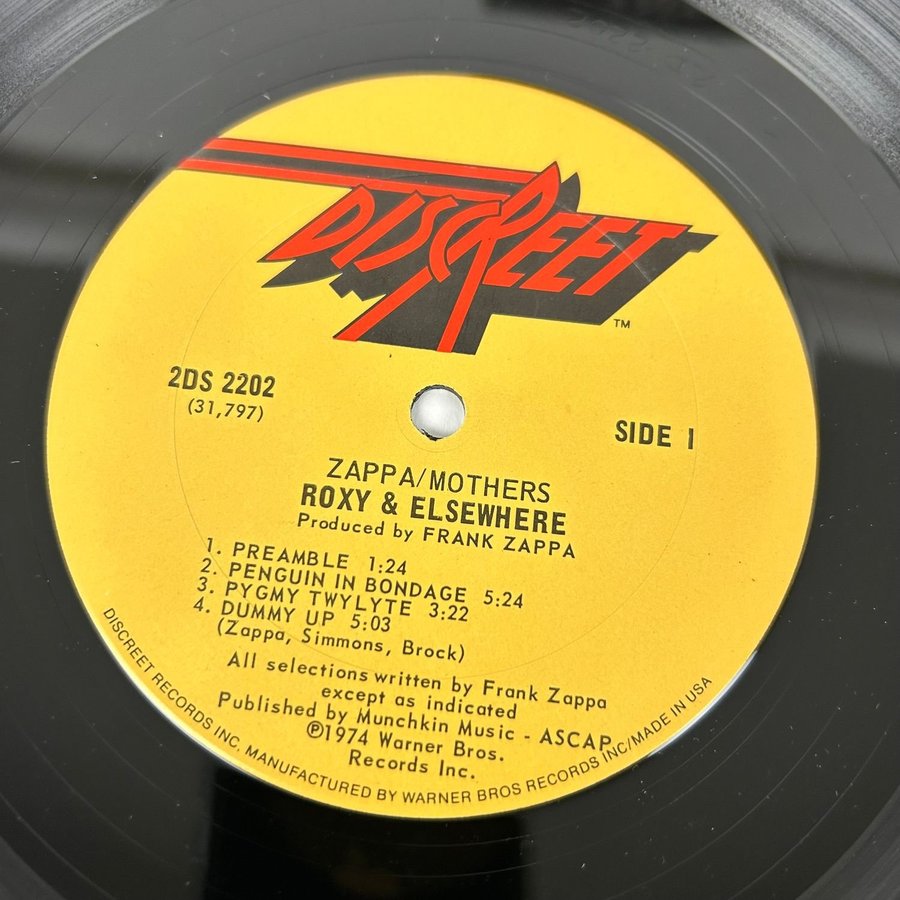 DISCREET
TM
2DS 2202
(31,797)
SIDE 1
ZAPPA/MOTHERS
ROXY & ELSEWHERE
Produced by FRANK ZAPPA
1. PREAMBLE 1:24
2. PENGUIN IN BONDAGE 5:24
3. PYGMY TWYLYTE 3:22
4. DUMMY UP 5:03
(Zappa, Simmons, Brock)
All selections written by Frank Zappa
except as indicated
Published by Munchkin Music - ASCAP
℗1974 Warner Bros.
Records Inc.
DISCREET RECORDS INC. MANUFACTURED BY WARNER BROS RECORDS INC/MADE IN USA